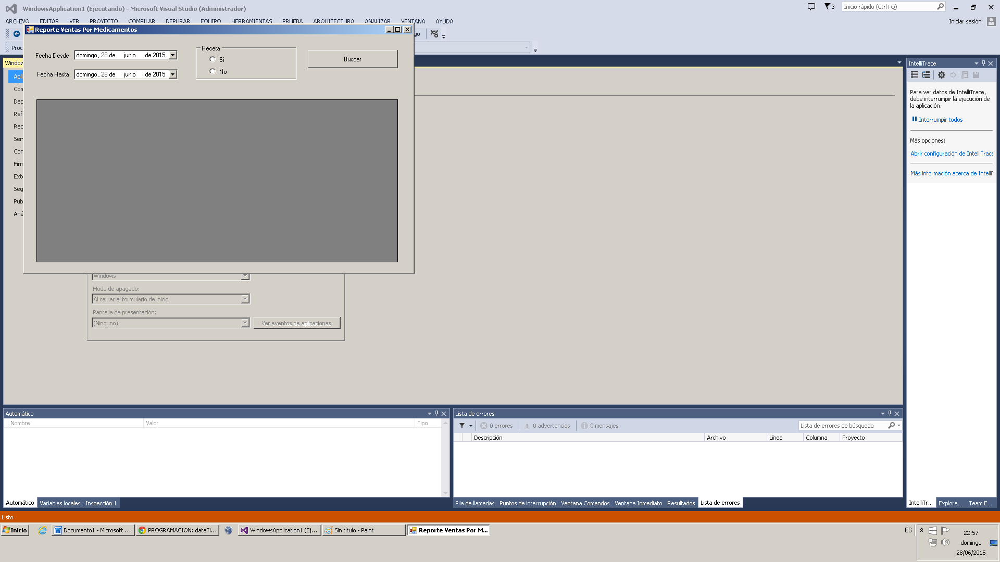 WindowsApplication1 (Ejecutando) - Microsoft Visual Studio (Administrador)
3
Inicio rápido (Ctrl+Q)
ARCHIVO EDITAR VER PROYECTO COMPILAR DEPURAR EQUIPO HERRAMIENTAS PRUEBA ARQUITECTURA ANALIZAR VENTANA AYUDA
Iniciar sesión
Reporte Ventas Por Medicamentos
Fecha Desde
domingo , 28 de junio de 2015
Fecha Hasta
domingo , 28 de junio de 2015
Receta
Si
No
Buscar
go
Proc
Window
Apli
Con
Dep
Ref
Rec
Ser
Con
Firm
Exte
Seg
Pub
Aná
Windows
Modo de apagado:
Al cerrar el formulario de inicio
Pantalla de presentación:
(Ninguno)
Ver eventos de aplicaciones
IntelliTrace
Para ver datos de IntelliTrace,
debe interrumpir la ejecución de
la aplicación.
Interrumpir todos
Más opciones:
Abrir configuración de IntelliTrace
Más información acerca de Intelli
Automático
Nombre Valor Tipo
Automático Variables locales Inspección 1
Lista de errores
0 errores 0 advertencias 0 mensajes
Lista de errores de búsqueda
Descripción Archivo Línea Columna Proyecto
Pila de llamadas Puntos de interrupción Ventana Comandos Ventana Inmediato Resultados Lista de errores
IntelliTr... Explora... Team E...
Listo
Inicio
Documento1 - Microsoft ...
PROGRAMACION: dateTi...
WindowsApplication1 (Ej...
Sin título - Paint
Reporte Ventas Por M...
ES
22:57
domingo
28/06/2015